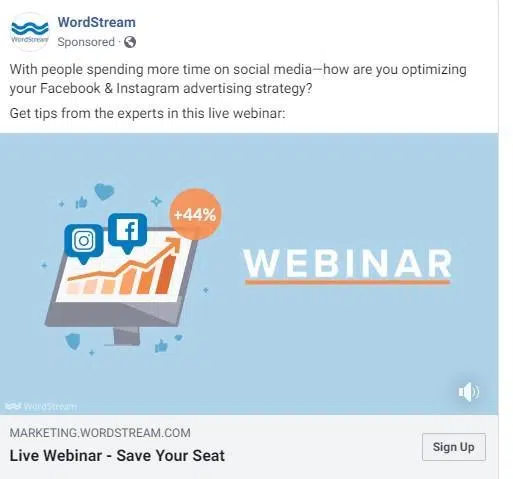 WordStream
WordStream
Sponsored ·
With people spending more time on social media—how are you optimizing
your Facebook & Instagram advertising strategy?
Get tips from the experts in this live webinar:
+44%
WEBINAR
WordStream
MARKETING.WORDSTREAM.COM
Live Webinar - Save Your Seat
Sign Up